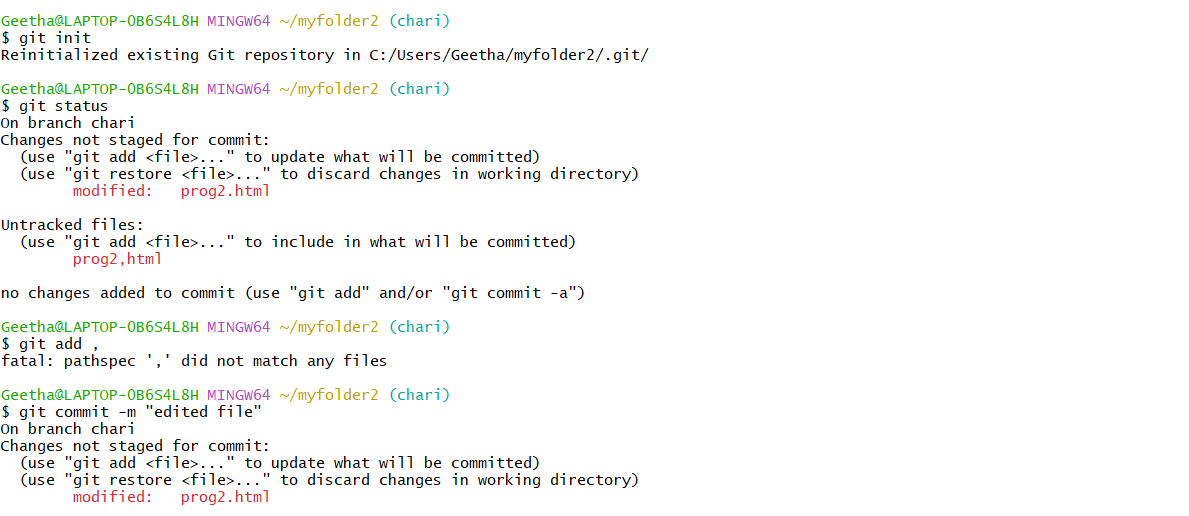 Geetha@LAPTOP-OB6S4L8H MINGW64 ~/myfolder2 (chari)
$ git init
Reinitialized existing Git repository in C:/Users/Geetha/myfolder2/.git/

Geetha@LAPTOP-OB6S4L8H MINGW64 ~/myfolder2 (chari)
$ git status
On branch chari
Changes not staged for commit:
  (use "git add <file>..." to update what will be committed)
  (use "git restore <file>..." to discard changes in working directory)
        modified:   prog2.html

Untracked files:
  (use "git add <file>..." to include in what will be committed)
        prog2,html

no changes added to commit (use "git add" and/or "git commit -a")

Geetha@LAPTOP-OB6S4L8H MINGW64 ~/myfolder2 (chari)
$ git add ,
fatal: pathspec ',' did not match any files

Geetha@LAPTOP-OB6S4L8H MINGW64 ~/myfolder2 (chari)
$ git commit -m "edited file"
On branch chari
Changes not staged for commit:
  (use "git add <file>..." to update what will be committed)
  (use "git restore <file>..." to discard changes in working directory)
        modified:   prog2.html